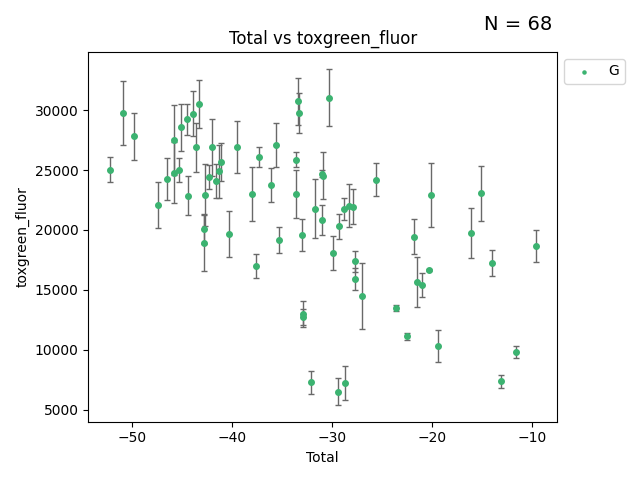 N = 68
Total vs toxgreen_fluor
G
toxgreen_fluor
30000
25000
20000
15000
10000
5000
−50 −40 −30 −20 −10
Total